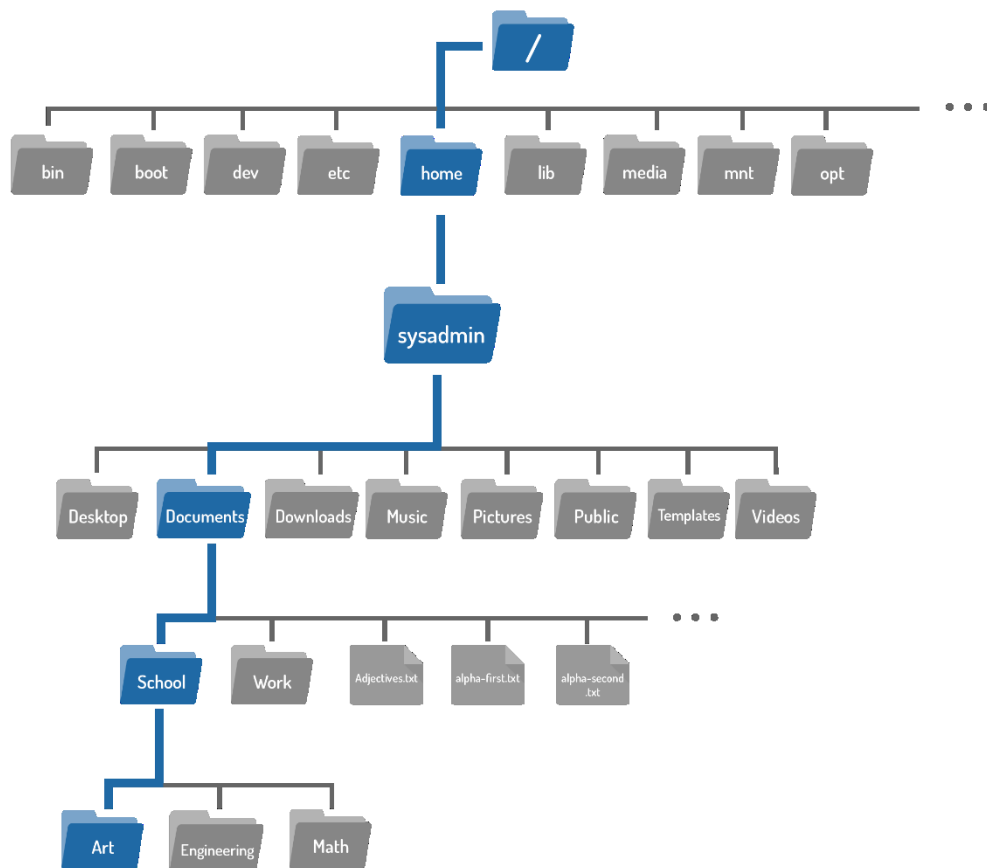 /
bin boot dev etc home lib media mnt opt
sysadmin
Desktop Documents Downloads Music Pictures Public Templates Videos
School Work Adjectives.txt alpha-first.txt alpha-second
.txt
Art Engineering Math